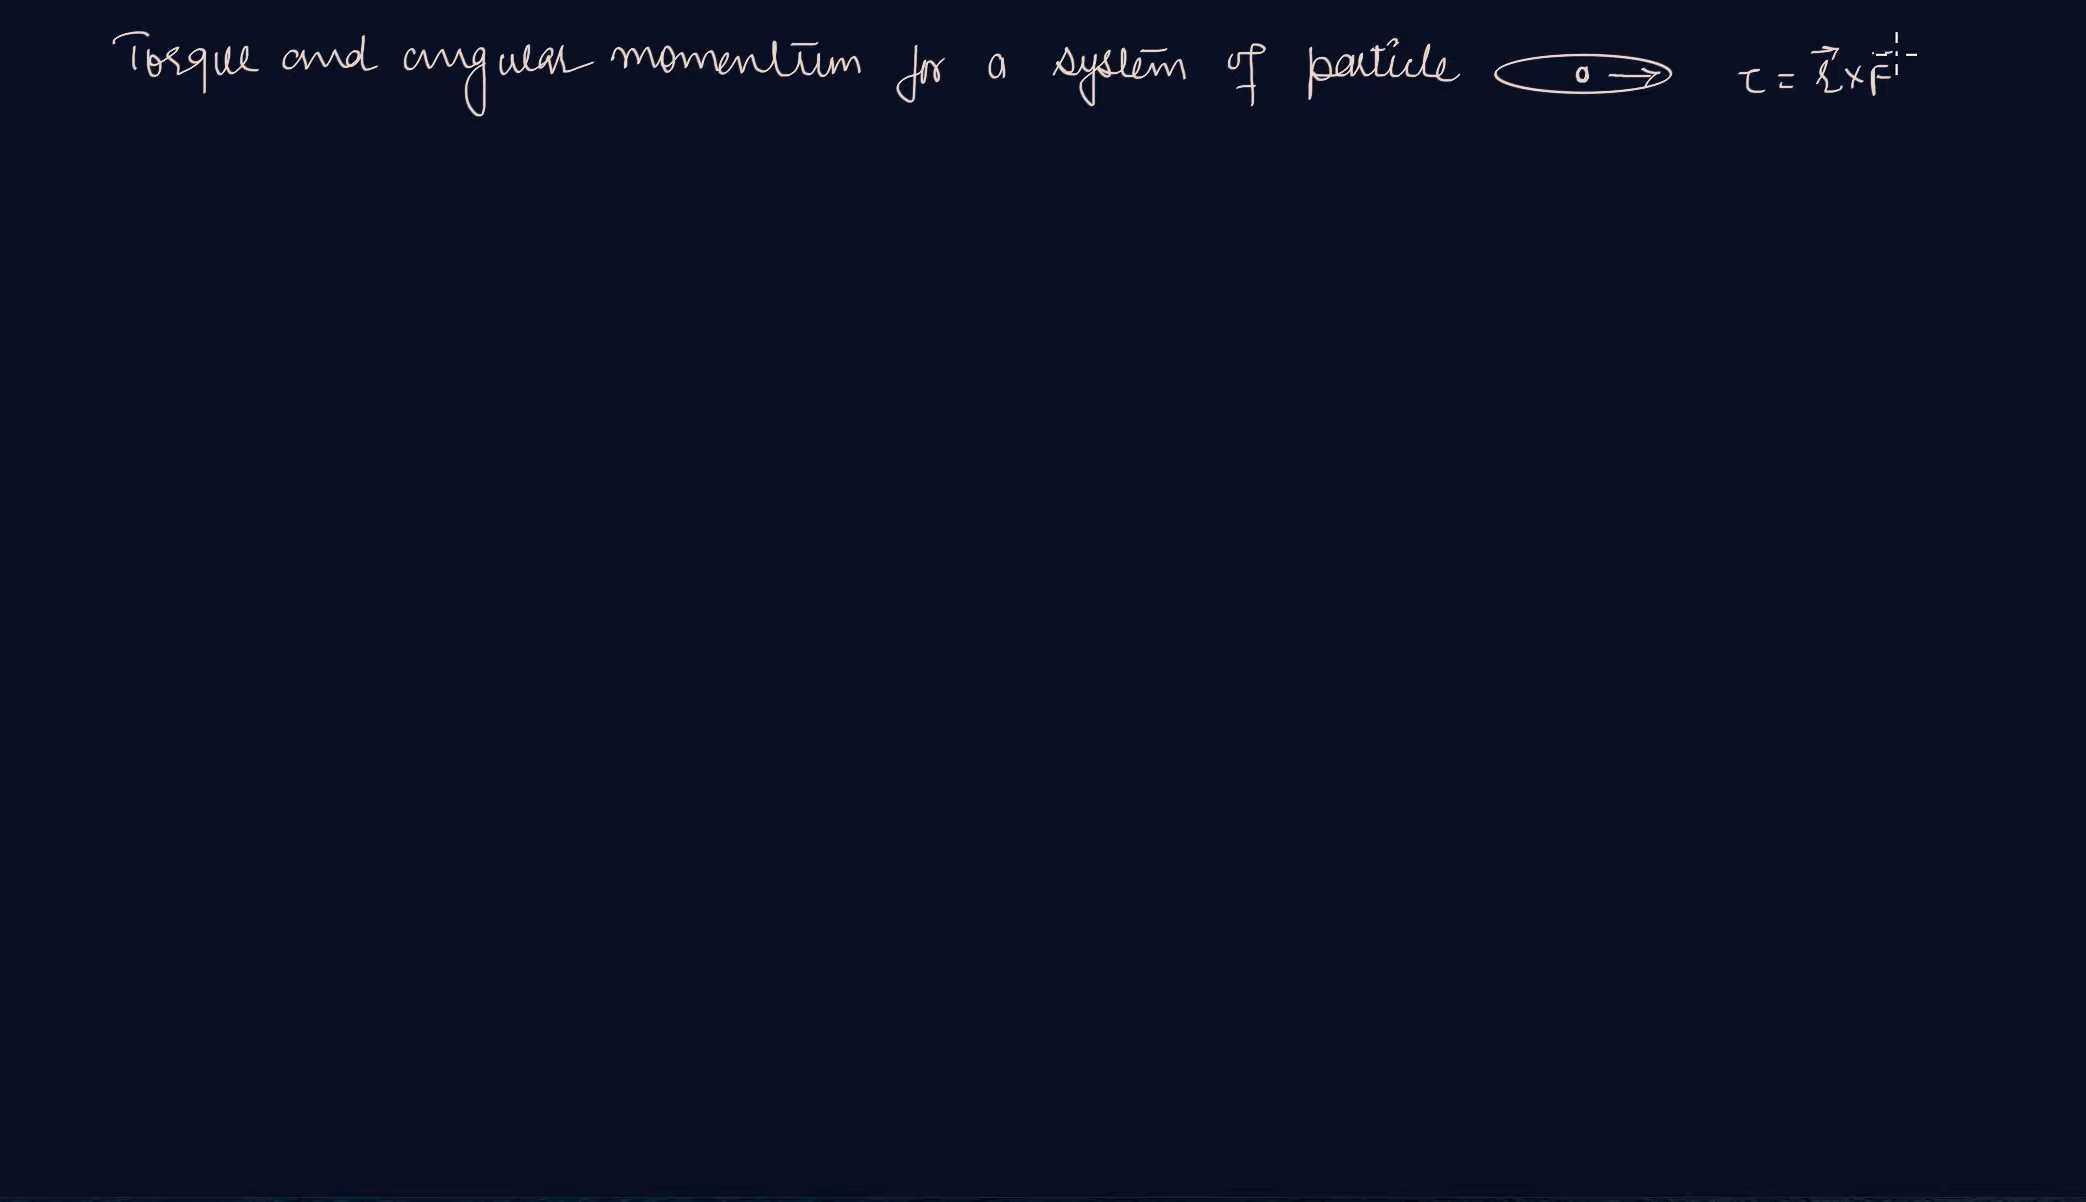 Torque and angular momentum for a system of particle τ = r⃗ × F⃗